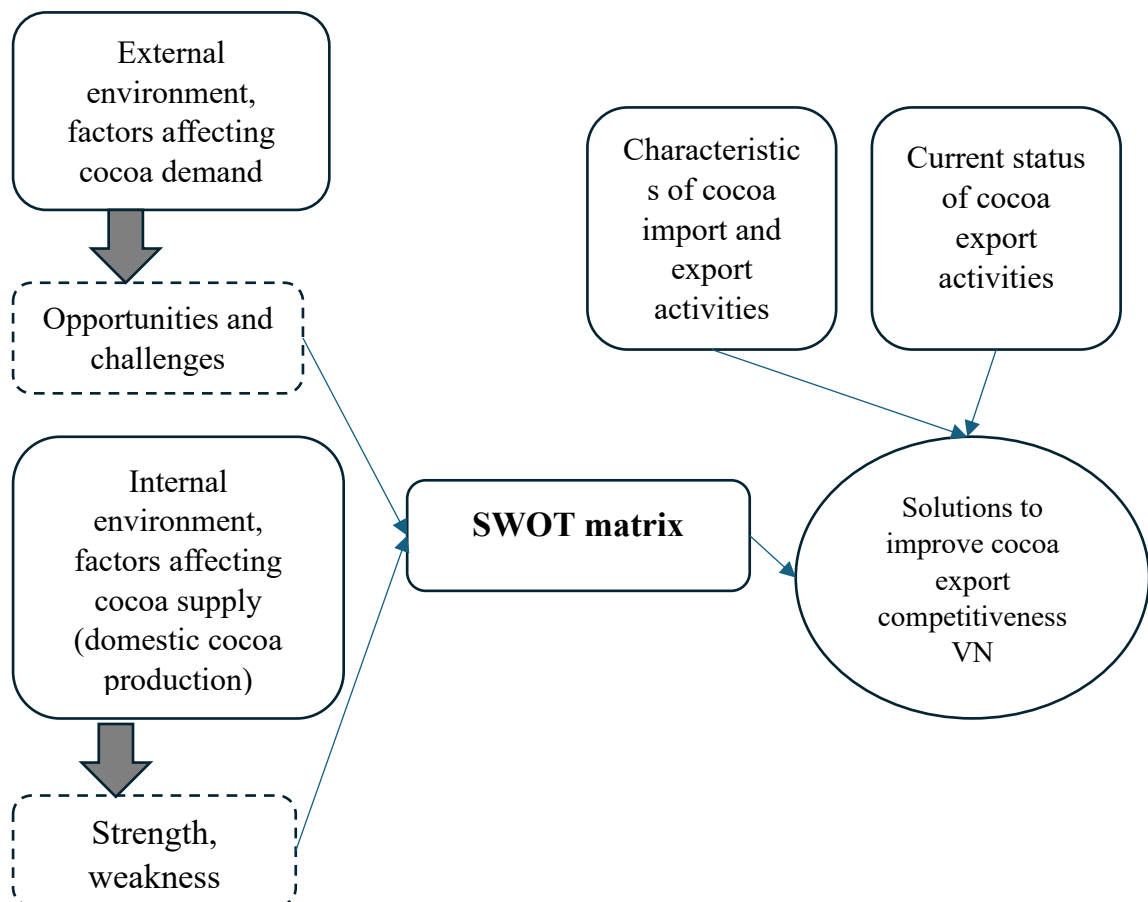 External
environment,
factors affecting
cocoa demand
Opportunities and
challenges
Internal
environment,
factors affecting
cocoa supply
(domestic cocoa
production)
Strength,
weakness
SWOT matrix
Characteristic
s of cocoa
import and
export
activities
Current status
of cocoa
export
activities
Solutions to
improve cocoa
export
competitiveness
VN